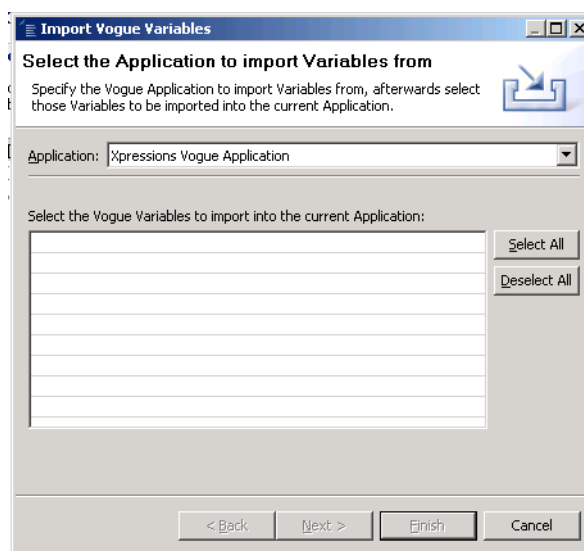 Import Vogue Variables
Select the Application to import Variables from
Specify the Vogue Application to import Variables from, afterwards select
those Variables to be imported into the current Application.
Application: Xpressions Vogue Application
Select the Vogue Variables to import into the current Application:
Select All
Deselect All
< Back Next > Finish Cancel